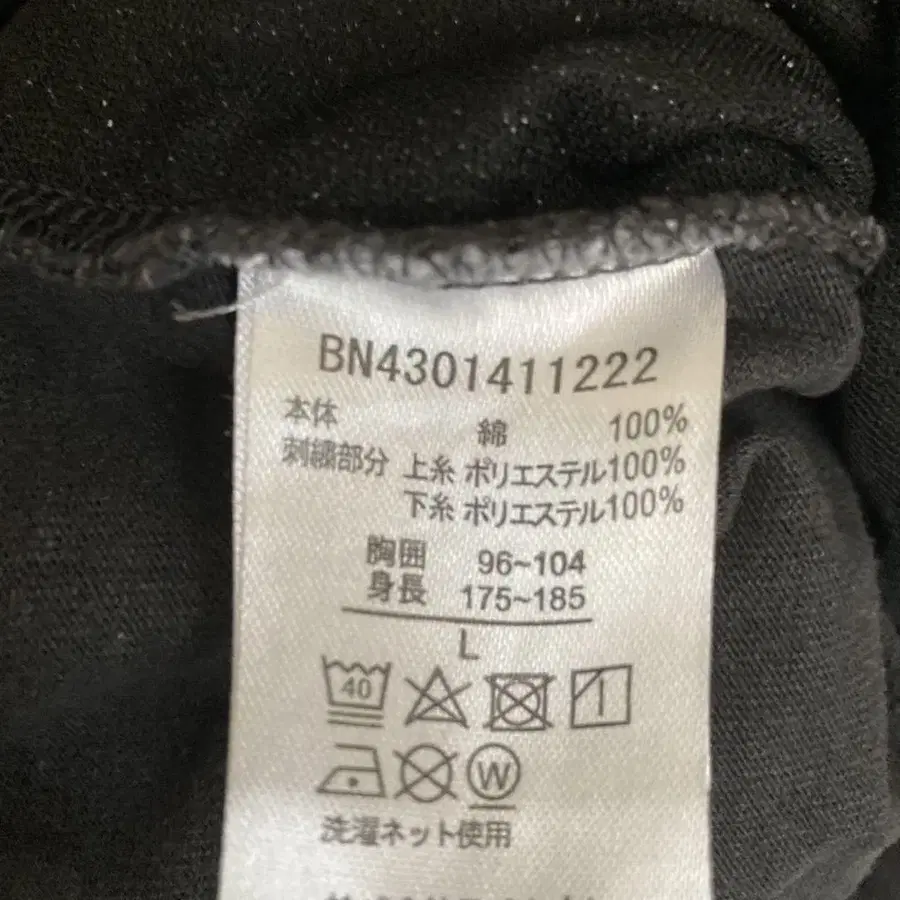 BN4301411222
本体 綿 100%
刺繍部分 上糸 ポリエステル100%
下糸 ポリエステル100%
胸囲 96~104
身長 175~185
L
40
W
洗濯ネット使用